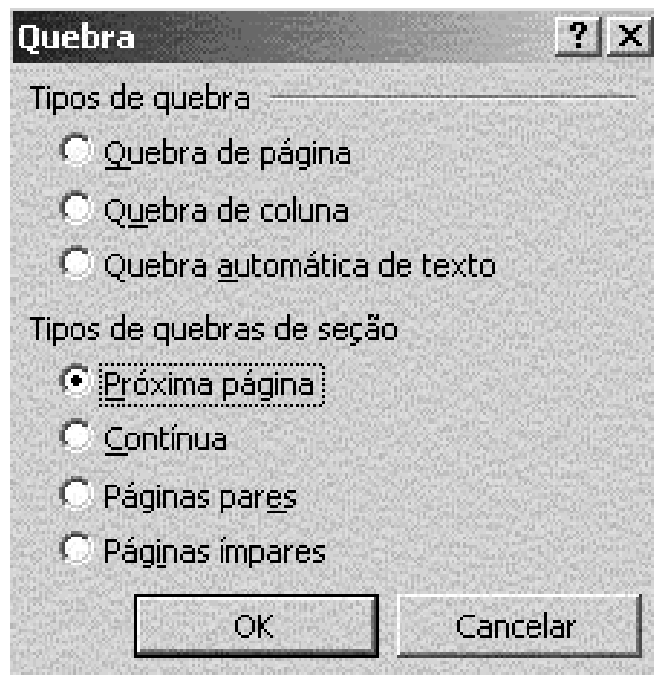 Quebra
Tipos de quebra
Quebra de página
Quebra de coluna
Quebra automática de texto
Tipos de quebras de seção
Próxima página
Contínua
Páginas pares
Páginas ímpares
OK Cancelar